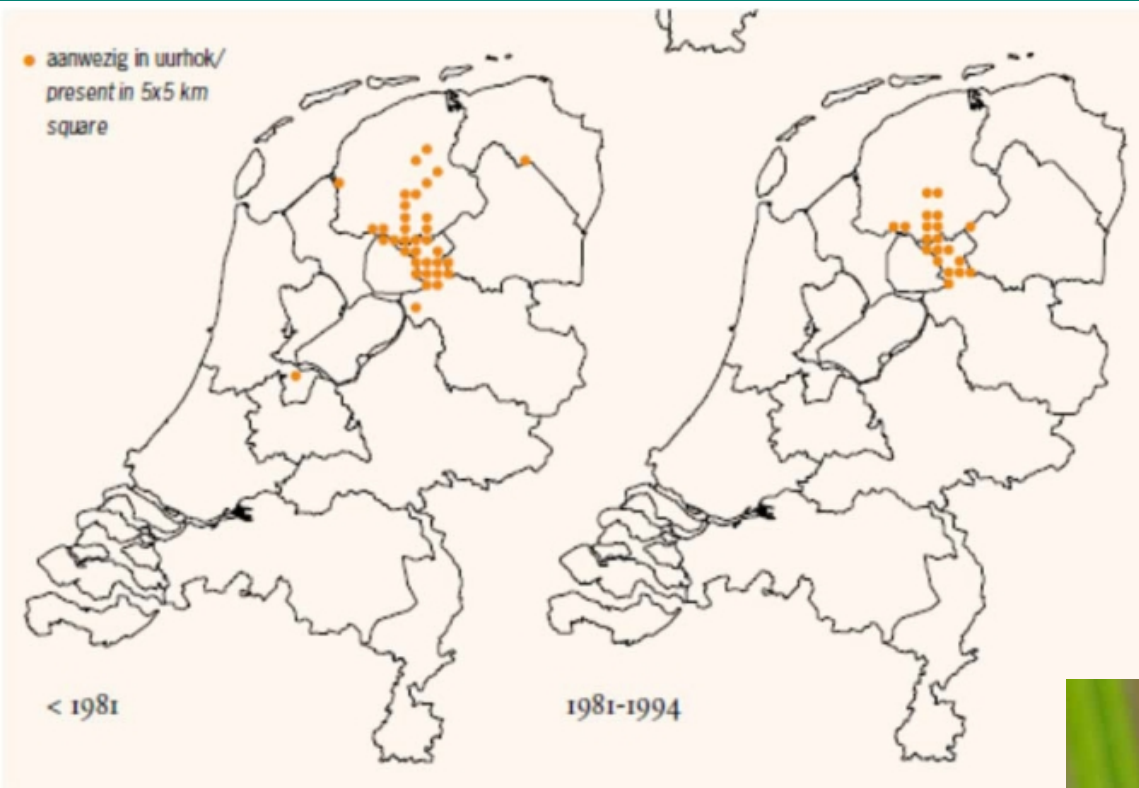 aanwezig in uurhok/
present in 5x5 km
square
< 1981
1981-1994